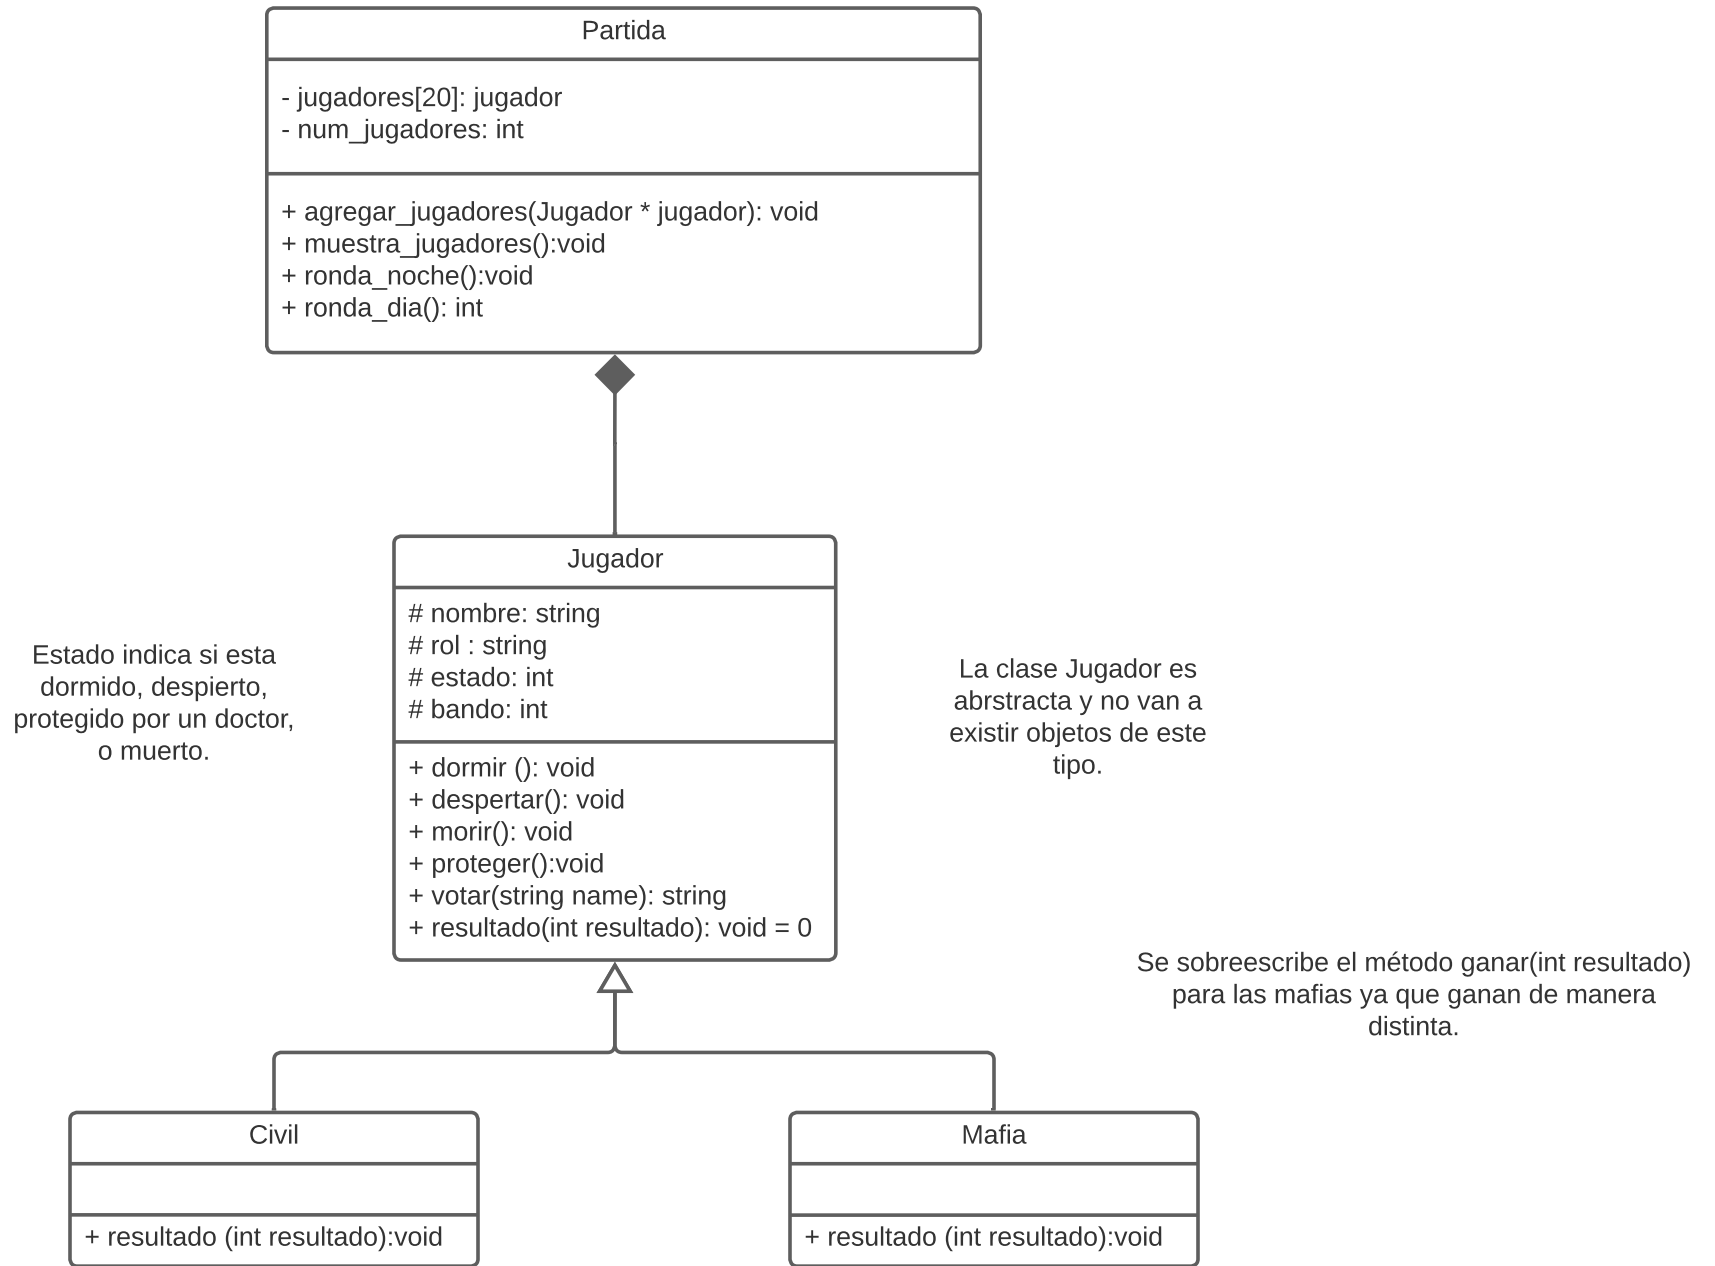 Partida
- jugadores[20]: jugador
- num_jugadores: int
+ agregar_jugadores(Jugador * jugador): void
+ muestra_jugadores():void
+ ronda_noche():void
+ ronda_dia(): int
Jugador
# nombre: string
# rol : string
# estado: int
# bando: int
+ dormir (): void
+ despertar(): void
+ morir(): void
+ proteger():void
+ votar(string name): string
+ resultado(int resultado): void = 0
Estado indica si esta
dormido, despierto,
protegido por un doctor,
o muerto.
La clase Jugador es
abrstracta y no van a
existir objetos de este
tipo.
Se sobreescribe el método ganar(int resultado)
para las mafias ya que ganan de manera
distinta.
Civil
+ resultado (int resultado):void
Mafia
+ resultado (int resultado):void